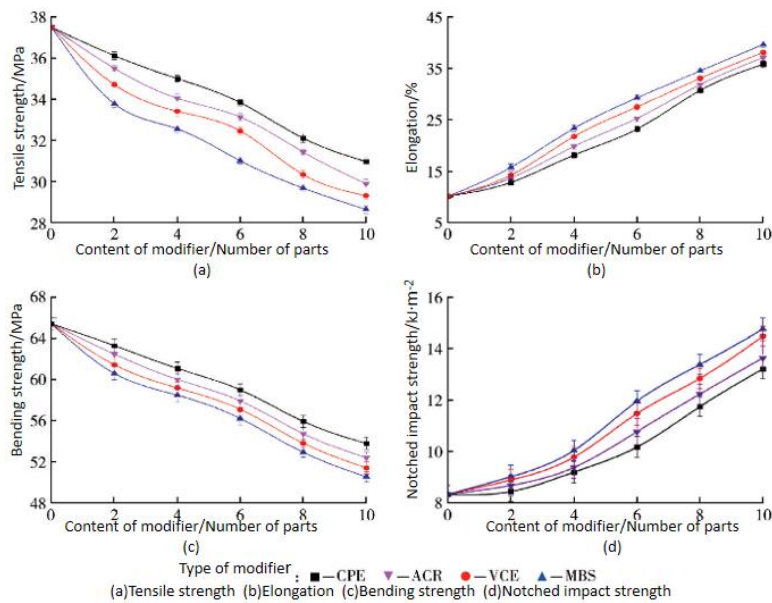 38
36
34
32
30
28
Tensile strength/MPa
0 2 4 6 8 10
Content of modifier/Number of parts
(a)
45
35
25
15
5
Elongation/%
0 2 4 6 8 10
Content of modifier/Number of parts
(b)
68
64
60
56
52
48
Bending strength/MPa
0 2 4 6 8 10
Content of modifier/Number of parts
(c)
16
14
12
10
8
Notched impact strength/kJ·m-2
0 2 4 6 8 10
Content of modifier/Number of parts
(d)
Type of modifier
: ■—CPE ▼—ACR ●—VCE ▲—MBS
(a)Tensile strength (b)Elongation (c)Bending strength (d)Notched impact strength